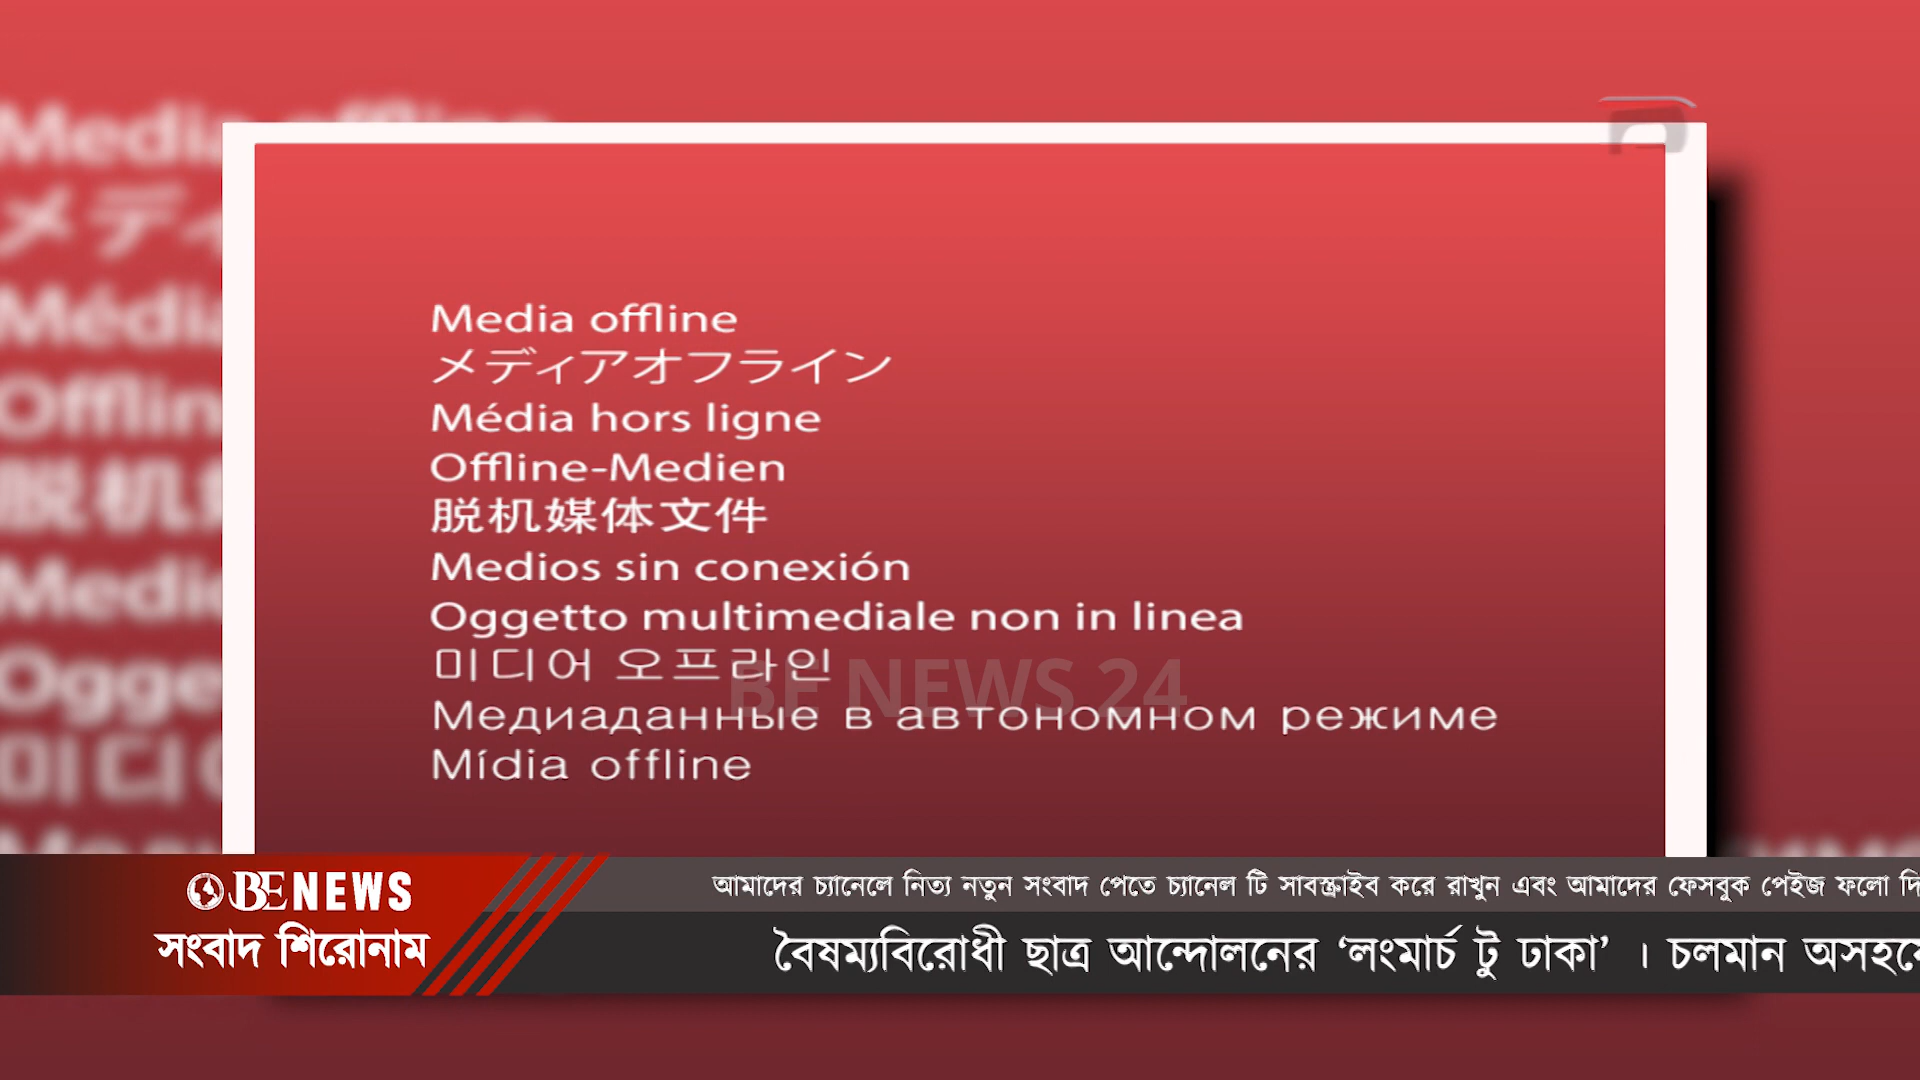 Media offline
メディアオフライン
Média hors ligne
Offline-Medien
脱机媒体文件
Medios sin conexión
Oggetto multimediale non in linea
미디어 오프라인
BE NEWS 24
Медиаданные в автономном режиме
Mídia offline
BE NEWS
সংবাদ শিরোনাম
আমাদের চ্যানেলে নিত্য নতুন সংবাদ পেতে চ্যানেল টি সাবস্ক্রাইব করে রাখুন এবং আমাদের ফেসবুক পেইজ ফলো
বৈষম্যবিরোধী ছাত্র আন্দোলনের ‘লংমার্চ টু ঢাকা’ । চলমান